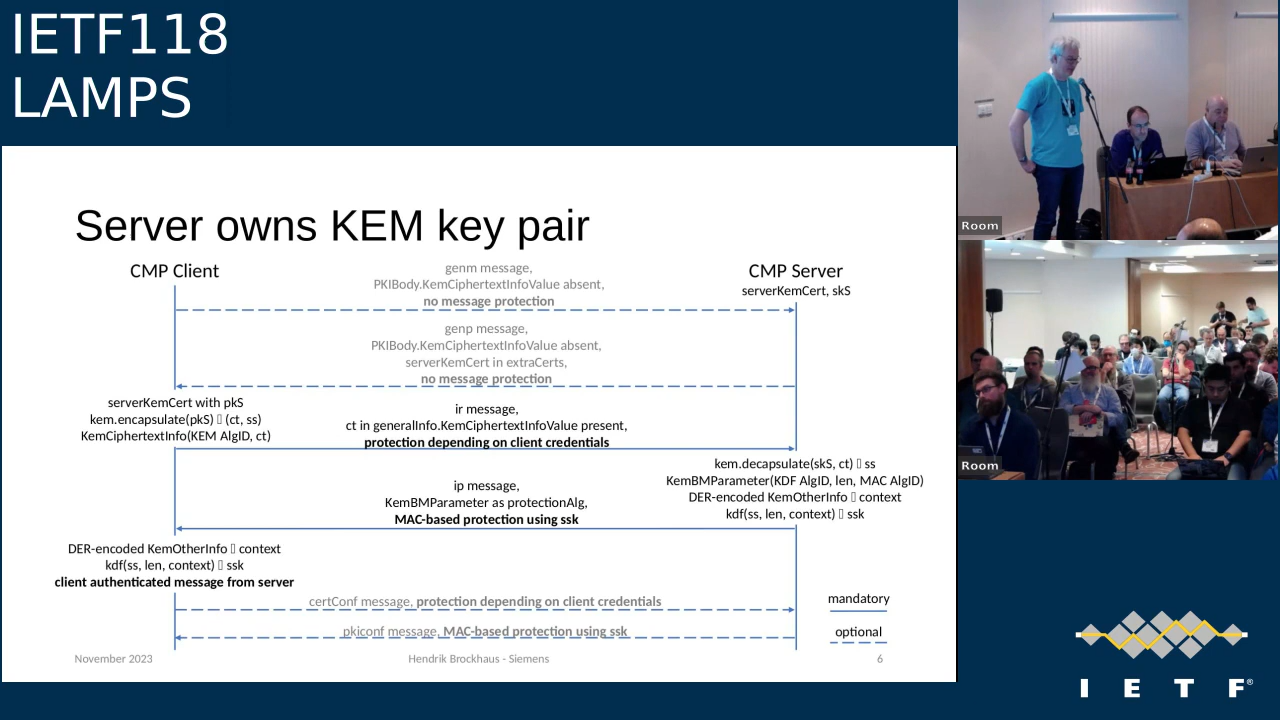 IETF118
LAMPS
Server owns KEM key pair
CMP Client
genm message,
PKIBody.KemCiphertextInfoValue absent,
no message protection
CMP Server
serverKemCert, skS
genp message,
PKIBody.KemCiphertextInfoValue absent,
serverKemCert in extraCerts,
no message protection
serverKemCert with pkS
kem.encapsulate(pkS) 􀀀 (ct, ss)
KemCiphertextInfo(KEM AlgID, ct)
ir message,
ct in generalInfo.KemCiphertextInfoValue present,
protection depending on client credentials
kem.decapsulate(skS, ct) 􀀀 ss
KemBMParameter(KDF AlgID, len, MAC AlgID)
DER-encoded KemOtherInfo 􀀀 context
kdf(ss, len, context) 􀀀 ssk
ip message,
KemBMParameter as protectionAlg,
MAC-based protection using ssk
DER-encoded KemOtherInfo 􀀀 context
kdf(ss, len, context) 􀀀 ssk
client authenticated message from server
certConf message, protection depending on client credentials
pkiconf message, MAC-based protection using ssk
mandatory
optional
November 2023
Hendrik Brockhaus - Siemens
6
Room
Room
I E T F®